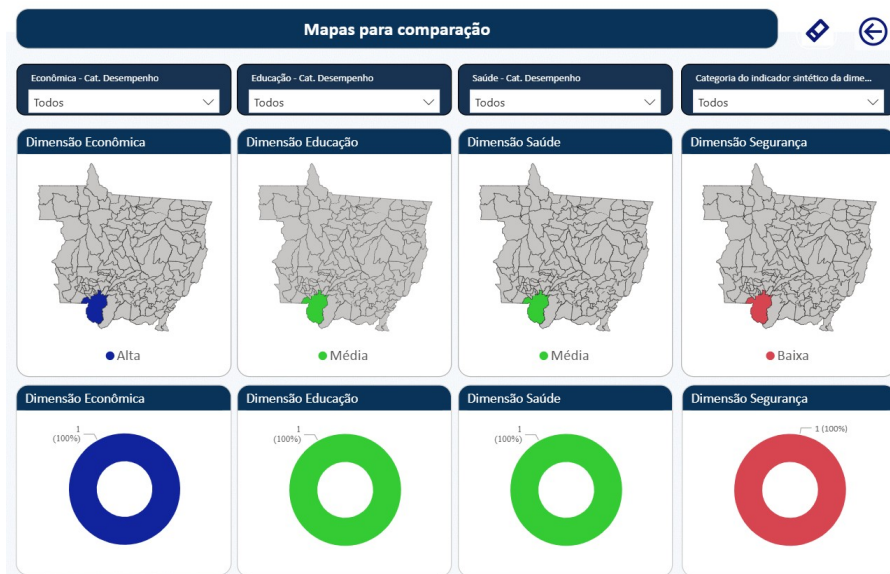 Mapas para comparação
Econômica - Cat. Desempenho
Todos
Educação - Cat. Desempenho
Todos
Saúde - Cat. Desempenho
Todos
Categoria do indicador sintético da dime...
Todos
Dimensão Econômica
Alta
Dimensão Educação
Média
Dimensão Saúde
Média
Dimensão Segurança
Baixa
Dimensão Econômica
1
(100%)
Dimensão Educação
1
(100%)
Dimensão Saúde
1
(100%)
Dimensão Segurança
1 (100%)